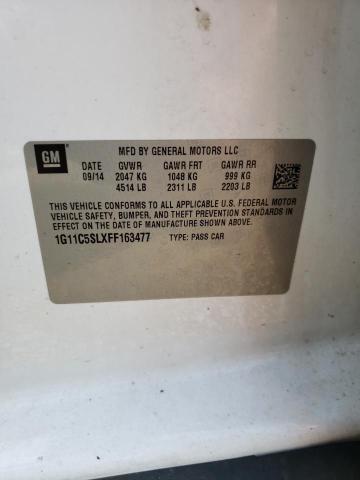 GM
MFD BY GENERAL MOTORS LLC
DATE GVWR GAWR FRT GAWR RR
09/14 2047 KG 1048 KG 999 KG
4514 LB 2311 LB 2203 LB
THIS VEHICLE CONFORMS TO ALL APPLICABLE U.S. FEDERAL MOTOR
VEHICLE SAFETY, BUMPER, AND THEFT PREVENTION STANDARDS IN
EFFECT ON THE DATE OF MANUFACTURE SHOWN ABOVE.
1G11C5SLXFF163477 TYPE: PASS CAR